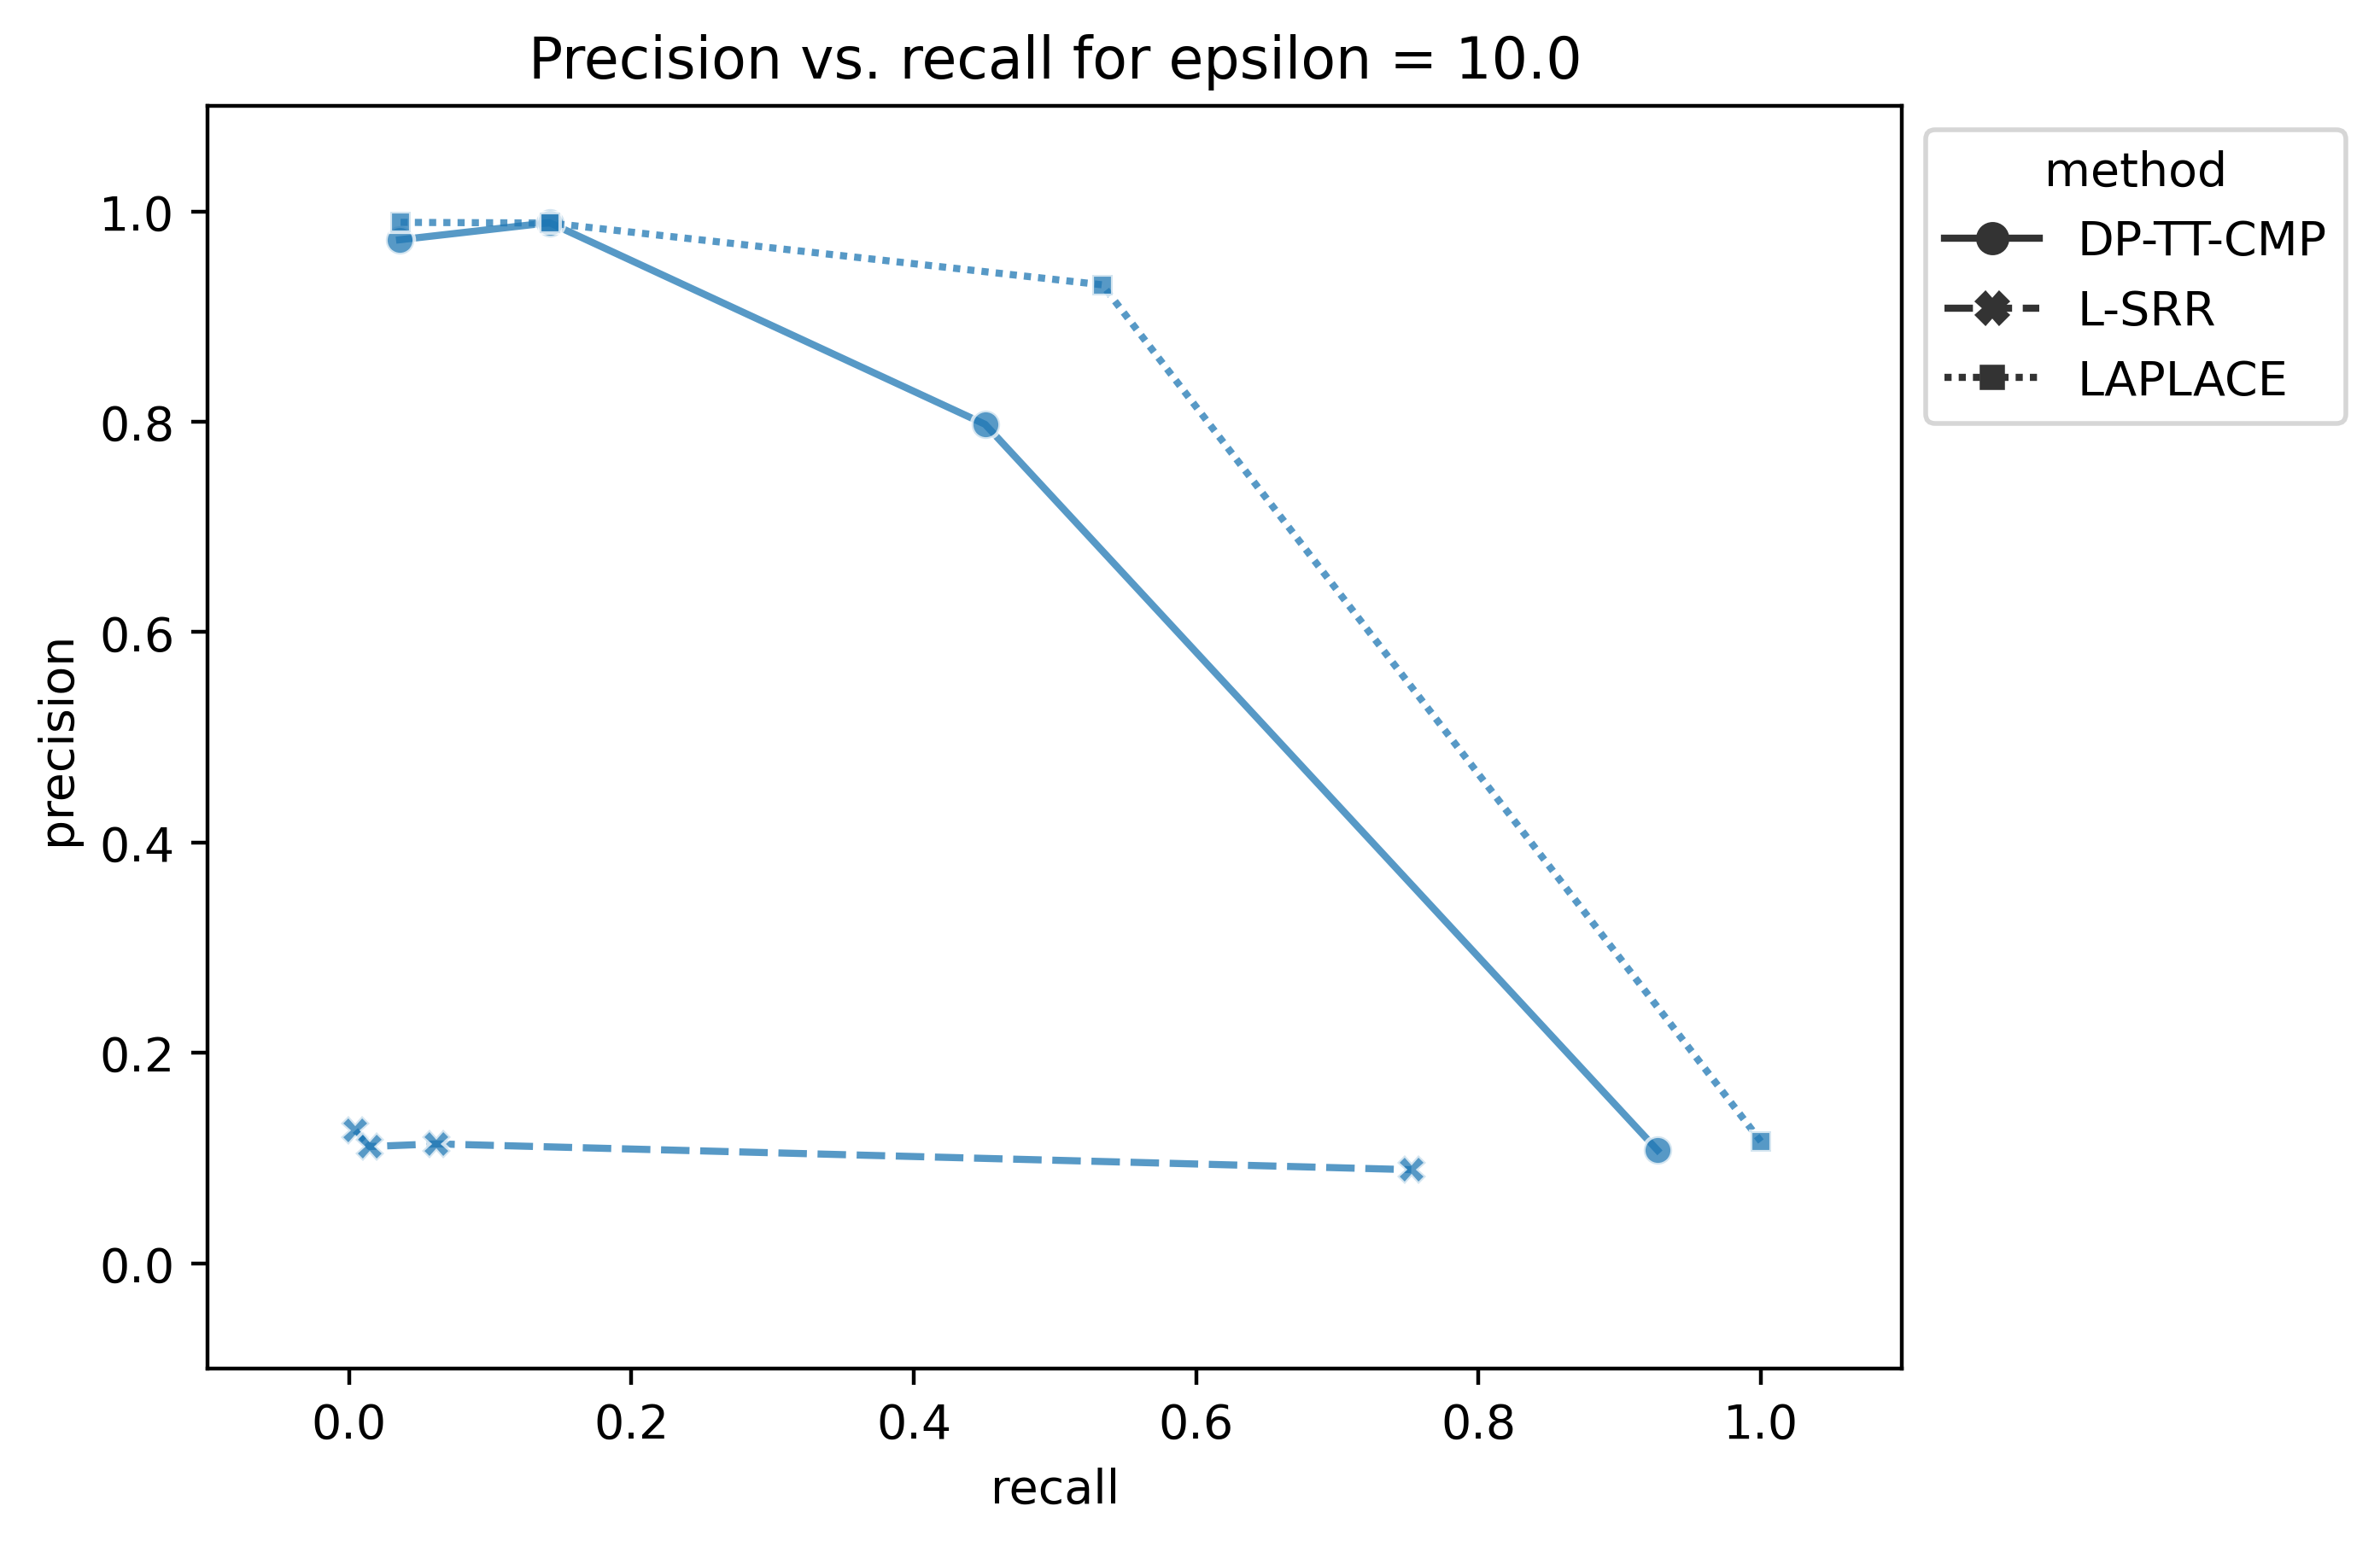 Precision vs. recall for epsilon = 10.0
method
DP-TT-CMP
L-SRR
LAPLACE
precision
1.0
0.8
0.6
0.4
0.2
0.0
0.0 0.2 0.4 0.6 0.8 1.0
recall